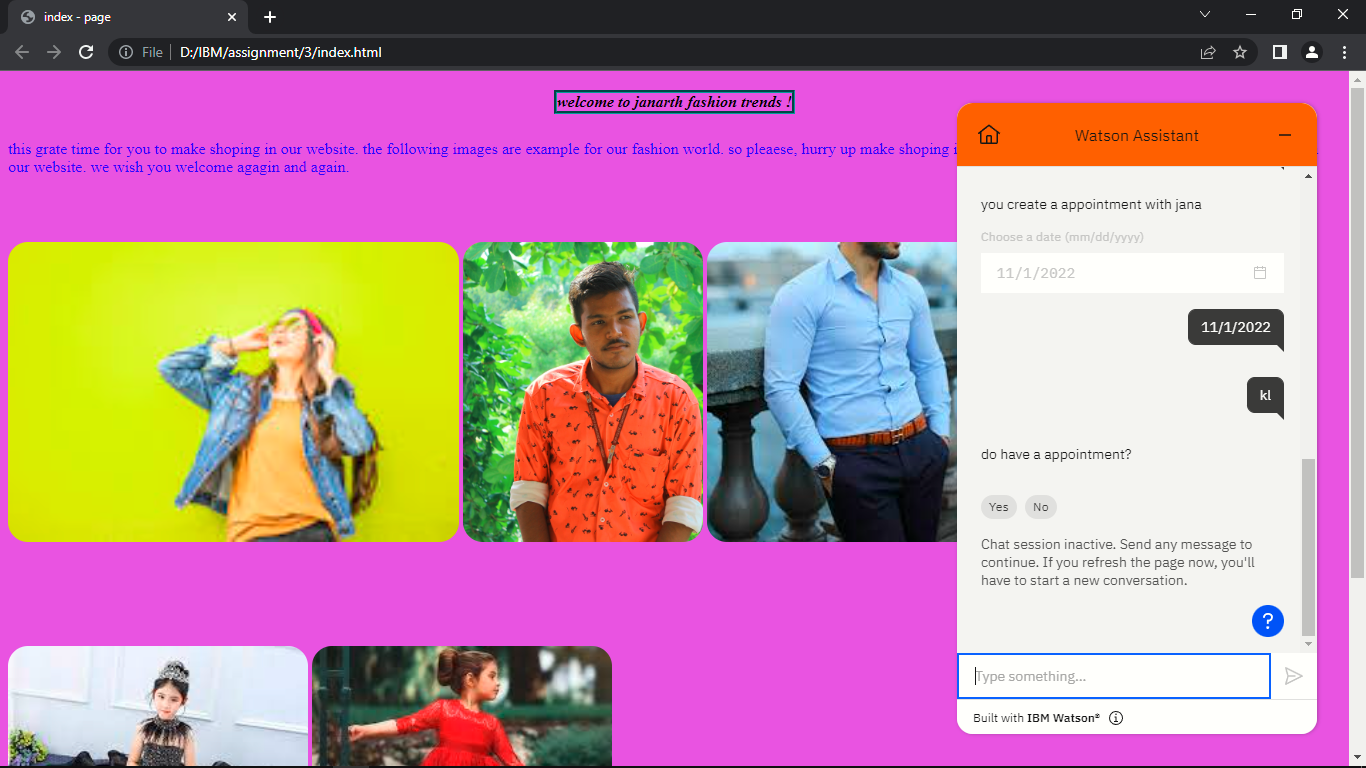 index - page
File
D:/IBM/assignment/3/index.html
welcome to janarth fashion trends !
this grate time for you to make shoping in our website. the following images are example for our fashion world. so pleaese, hurry up make shoping
our website. we wish you welcome agagin and again.
Watson Assistant
you create a appointment with jana
Choose a date (mm/dd/yyyy)
11/1/2022
11/1/2022
kl
do have a appointment?
Yes No
Chat session inactive. Send any message to
continue. If you refresh the page now, you'll
have to start a new conversation.
?
Type something...
Built with IBM Watson®